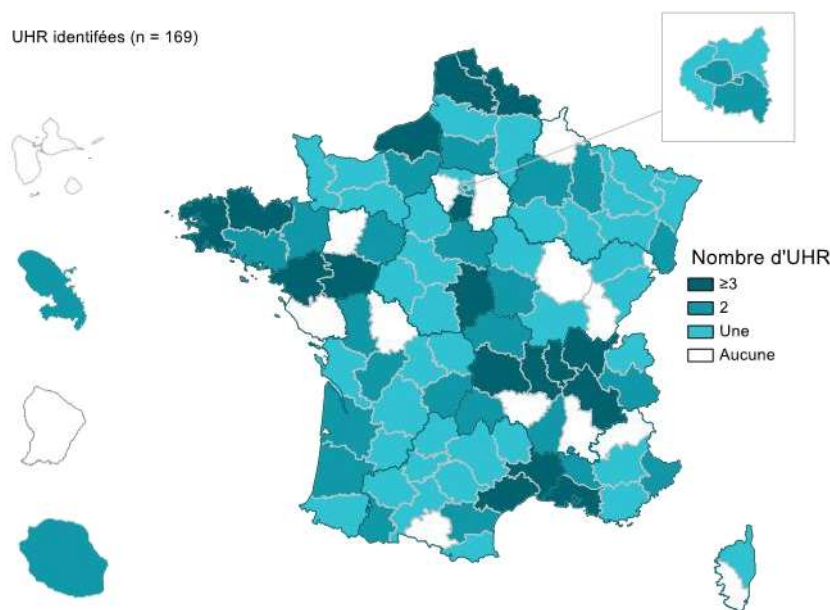 UHR identifées (n = 169)
Nombre d'UHR
≥3
2
Une
Aucune